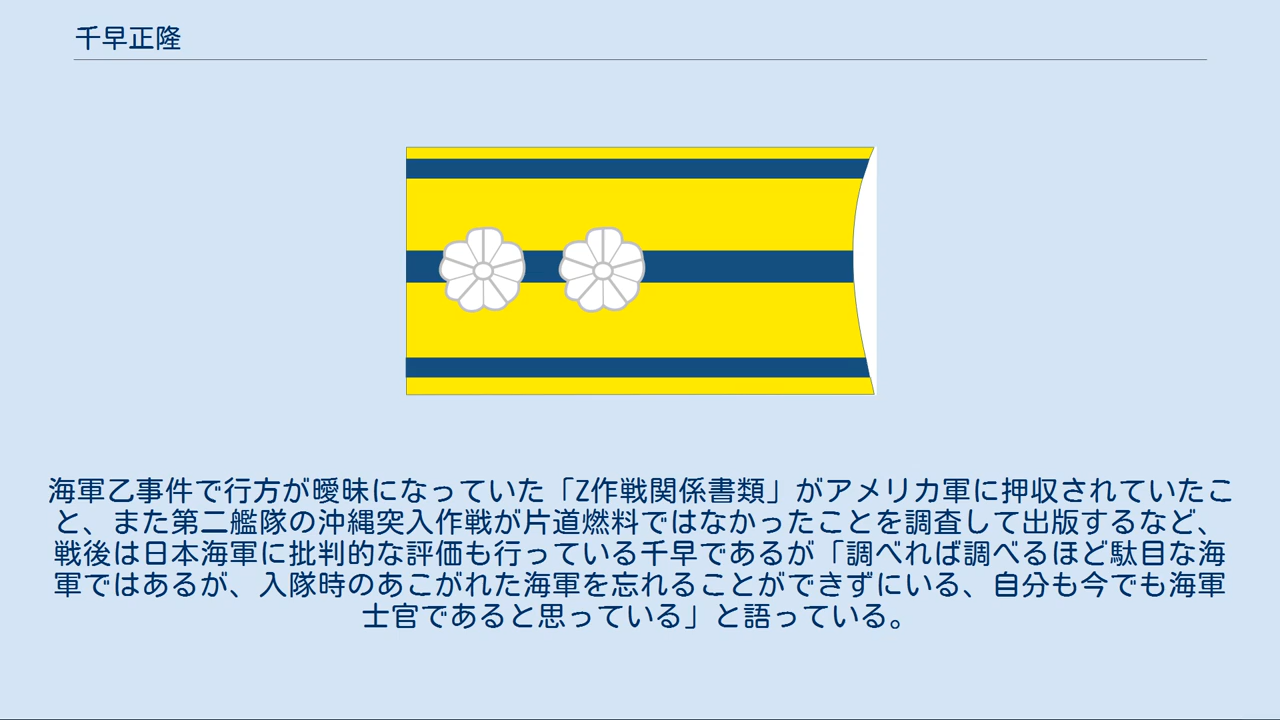 千早正隆
海軍乙事件で行方が曖昧になっていた「Z作戦関係書類」がアメリカ軍に押収されていたこ
と、また第二艦隊の沖縄突入作戦が片道燃料ではなかったことを調査して出版するなど、
戦後は日本海軍に批判的な評価も行っている千早であるが「調べれば調べるほど駄目な海
軍ではあるが、入隊時のあこがれた海軍を忘れることができずにいる、自分も今でも海軍
士官であると思っている」と語っている。